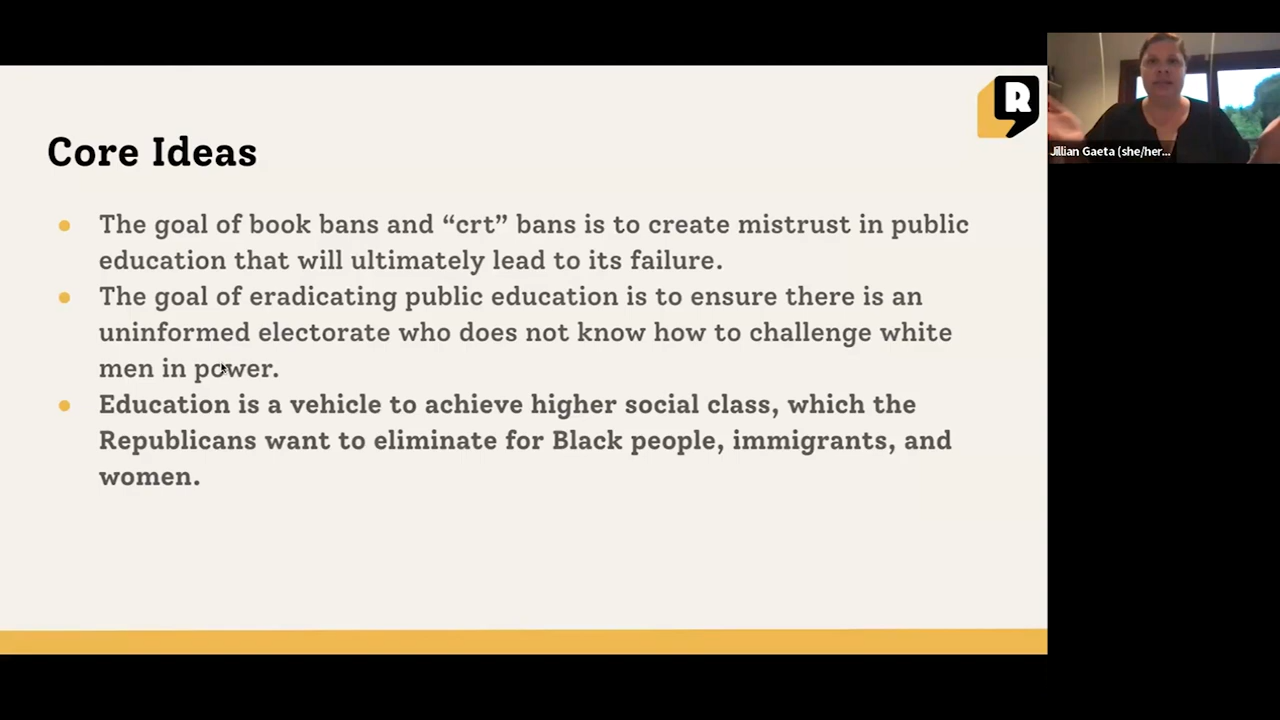 R
Core Ideas
The goal of book bans and “crt” bans is to create mistrust in public
education that will ultimately lead to its failure.
The goal of eradicating public education is to ensure there is an
uninformed electorate who does not know how to challenge white
men in power.
Education is a vehicle to achieve higher social class, which the
Republicans want to eliminate for Black people, immigrants, and
women.
Jillian Gaeta (she/her...